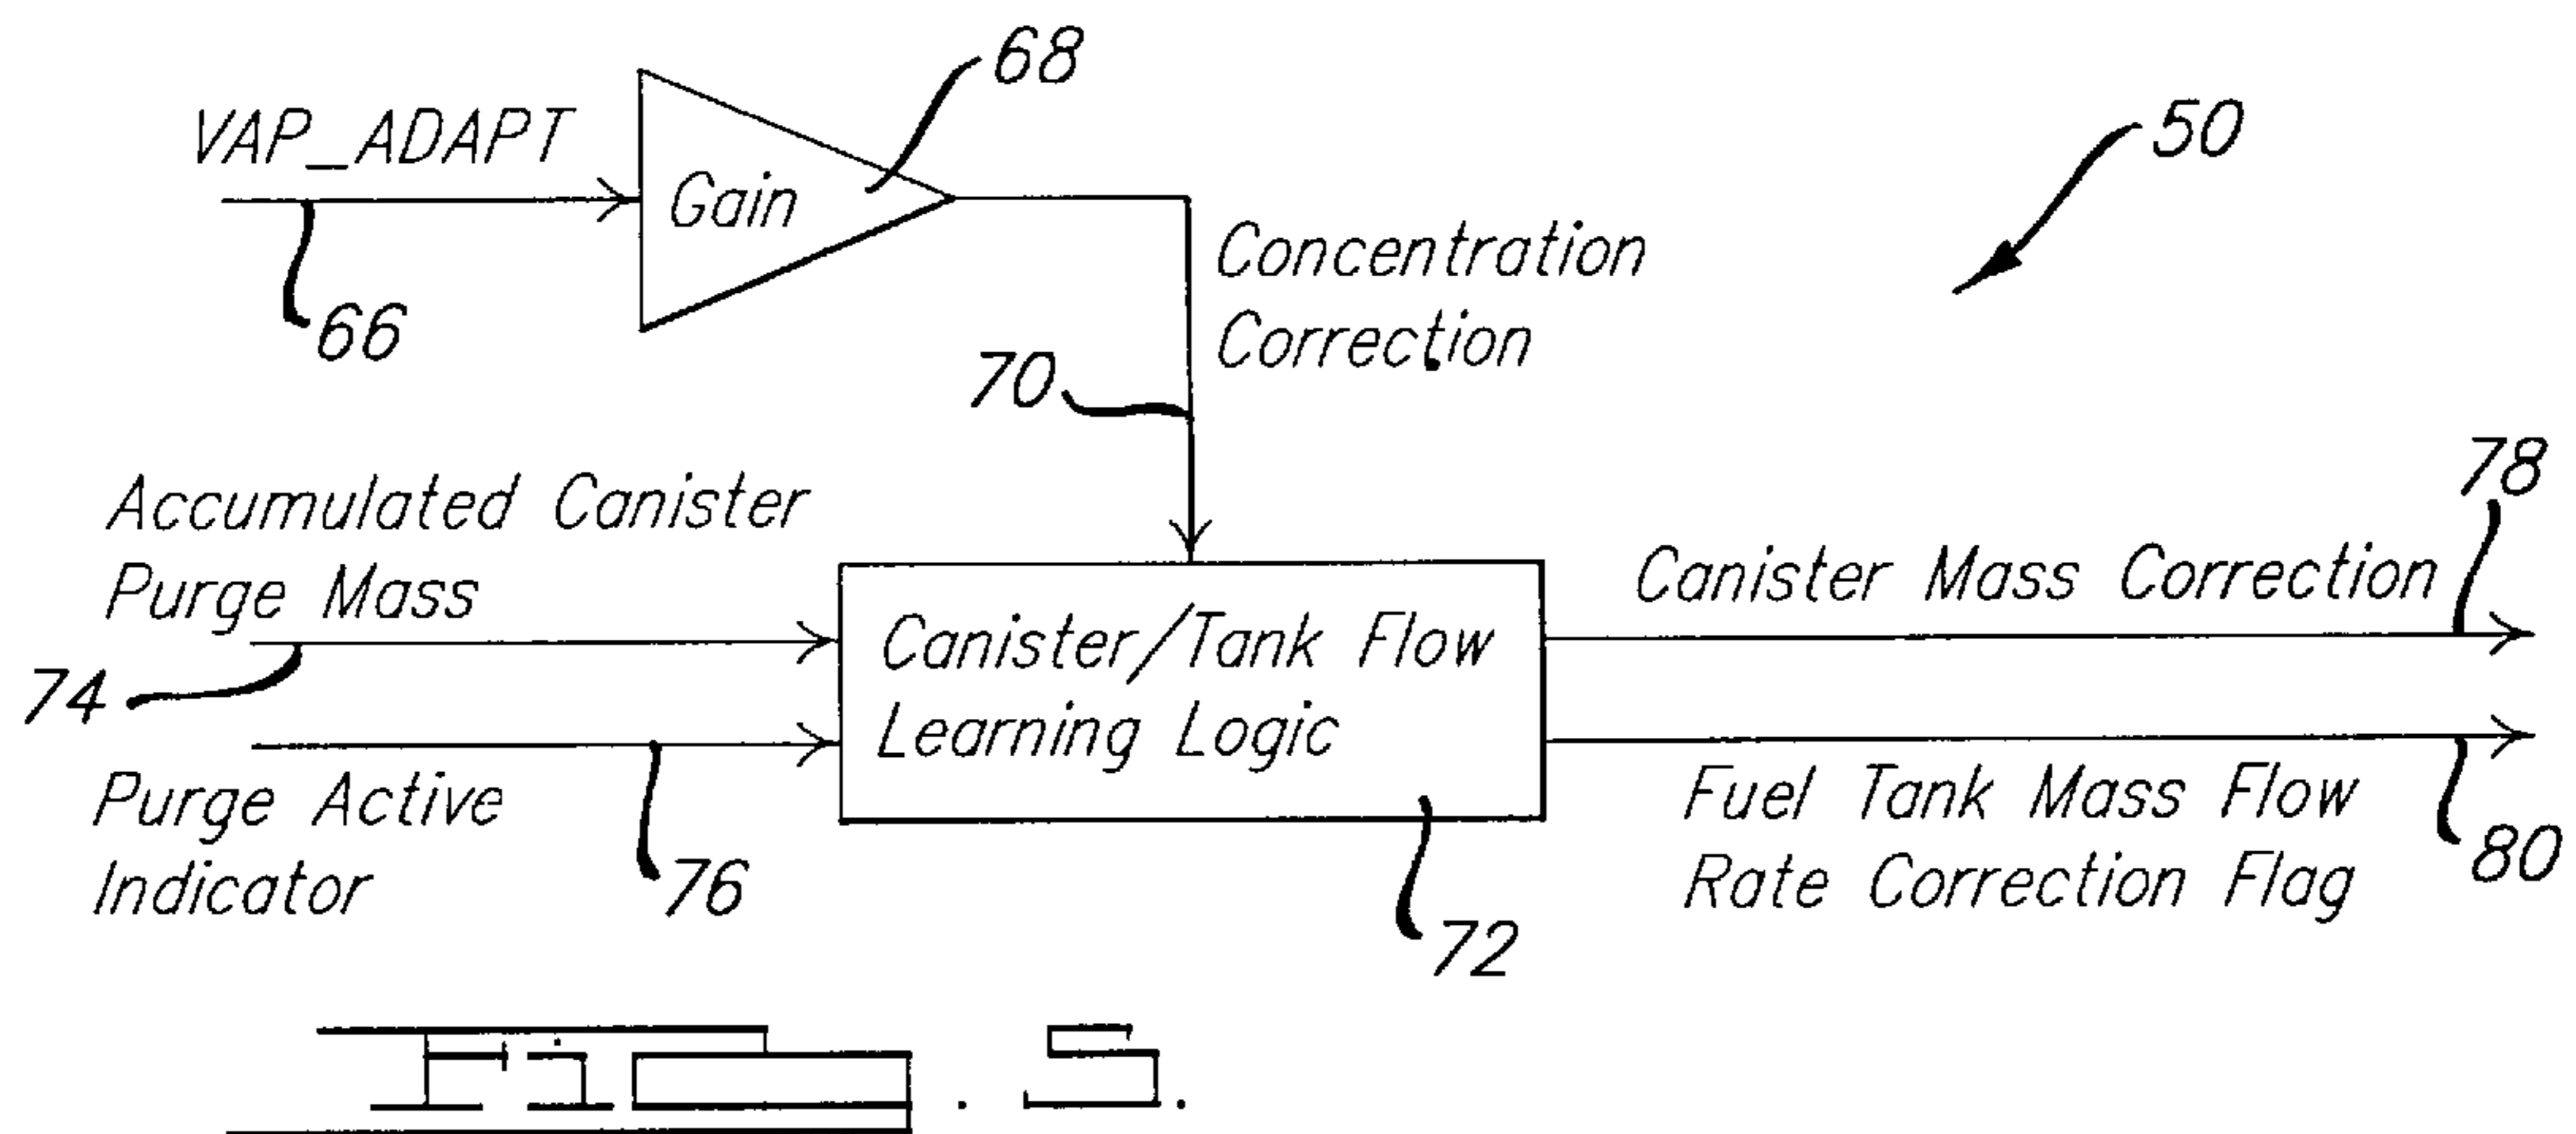 68
VAP_ADAPT
50
Gain
Concentration
66
Correction
70
78
Accumulated Canister
Canister Mass Correction
Purge Mass
Canister/Tank Flow
74
Learning Logic
Purge Active
Fuel Tank Mass Flow
80
Indicator
76
Rate Correction Flag
72
Fig. 5.